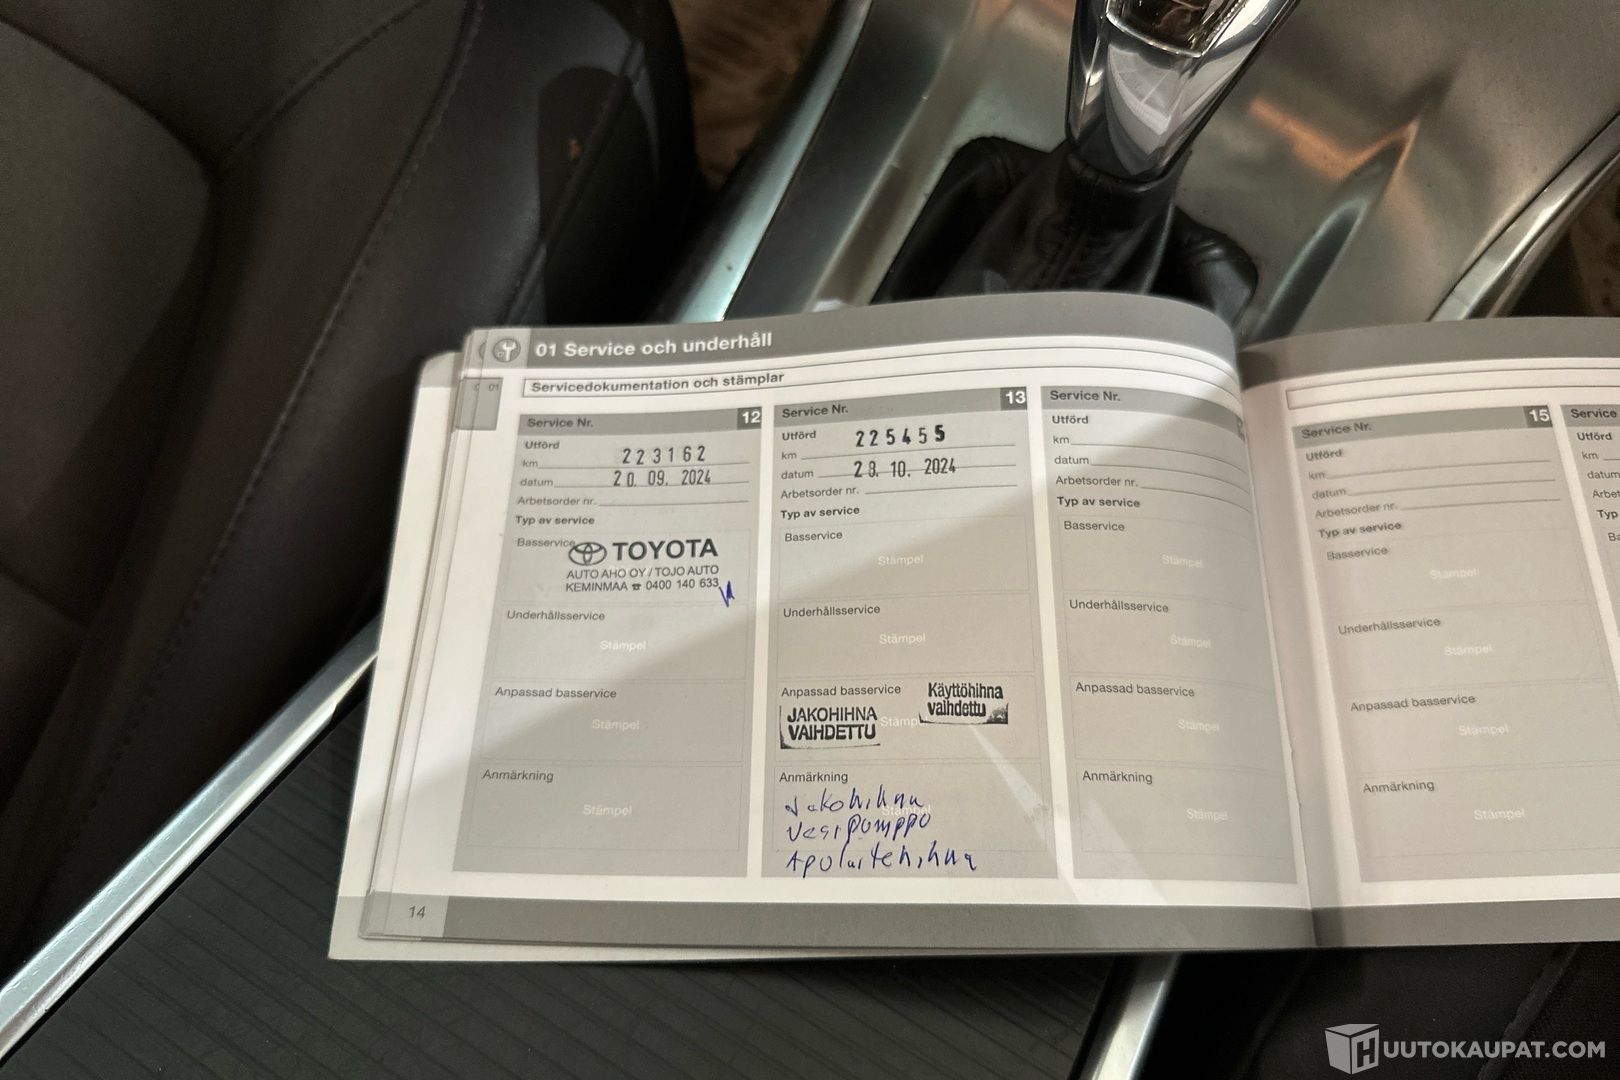 01 Service och underhåll
01
Servicedokumentation och stämplar
Service Nr. 12
Utförd
km 223162
datum 20. 09. 2024
Arbetsorder nr.
Typ av service
Basservice
TOYOTA
AUTO AHO OY / TOJO AUTO
KEMINMAA ☎ 0400 140 633
Underhållsservice
Stämpel
Anpassad basservice
Stämpel
Anmärkning
Stämpel
Service Nr. 13
Utförd
km 225455
datum 28. 10. 2024
Arbetsorder nr.
Typ av service
Basservice
Stämpel
Underhållsservice
Stämpel
Anpassad basservice
Käyttöhihna
vaihdettu
JAKOHIHNA
VAIHDETTU
Anmärkning
Jakohihna
Vesipumppo
Apulaitehihna
Service Nr.
Utförd
km
datum
Arbetsorder nr.
Typ av service
Basservice
Stämpel
Underhållsservice
Stämpel
Anpassad basservice
Stämpel
Anmärkning
Stämpel
14
Service Nr. 15
Utförd
km
datum
Arbetsorder nr.
Typ av service
Basservice
Stämpel
Underhållsservice
Stämpel
Anpassad basservice
Stämpel
Anmärkning
Stämpel
Service
Utförd
km
datum
HUUTOKAUPAT.COM